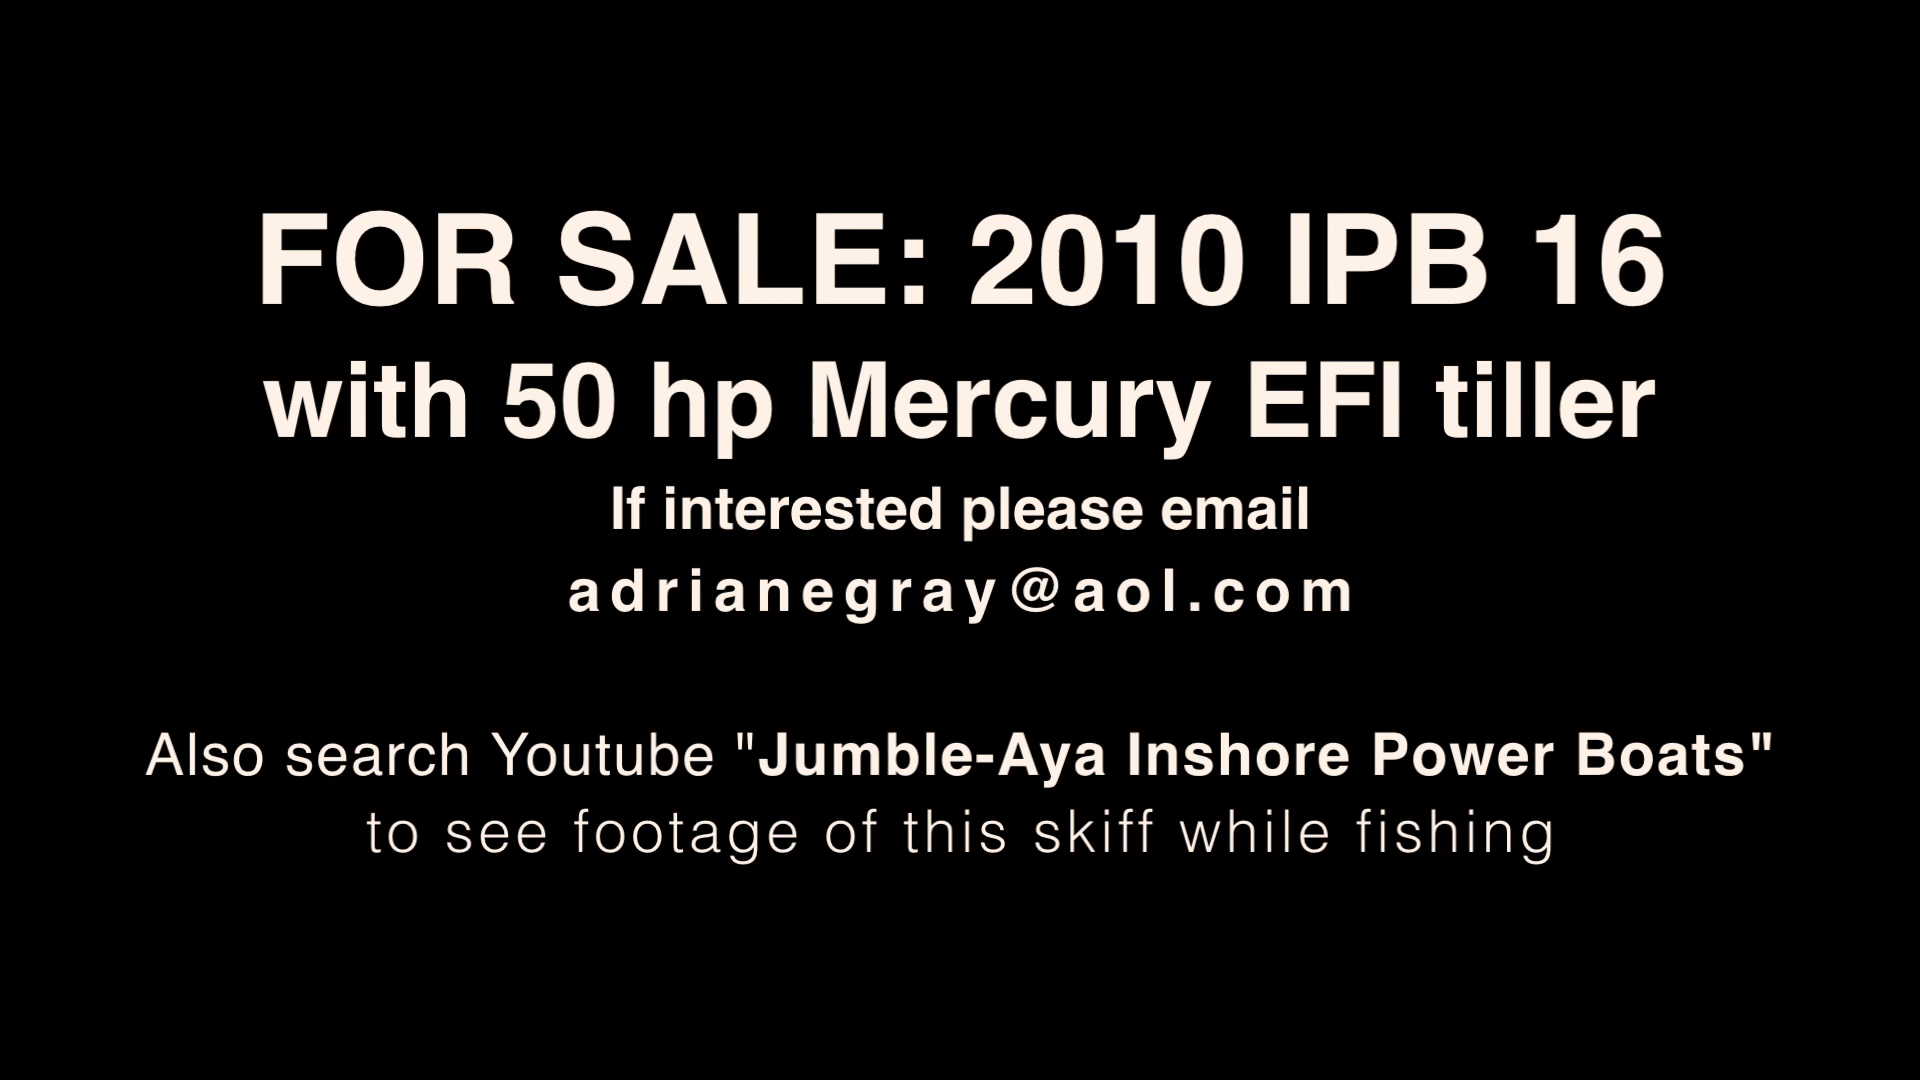 FOR SALE: 2010 IPB 16
with 50 hp Mercury EFI tiller
If interested please email
adrianegray@aol.com
Also search Youtube "Jumble-Aya Inshore Power Boats"
to see footage of this skiff while fishing